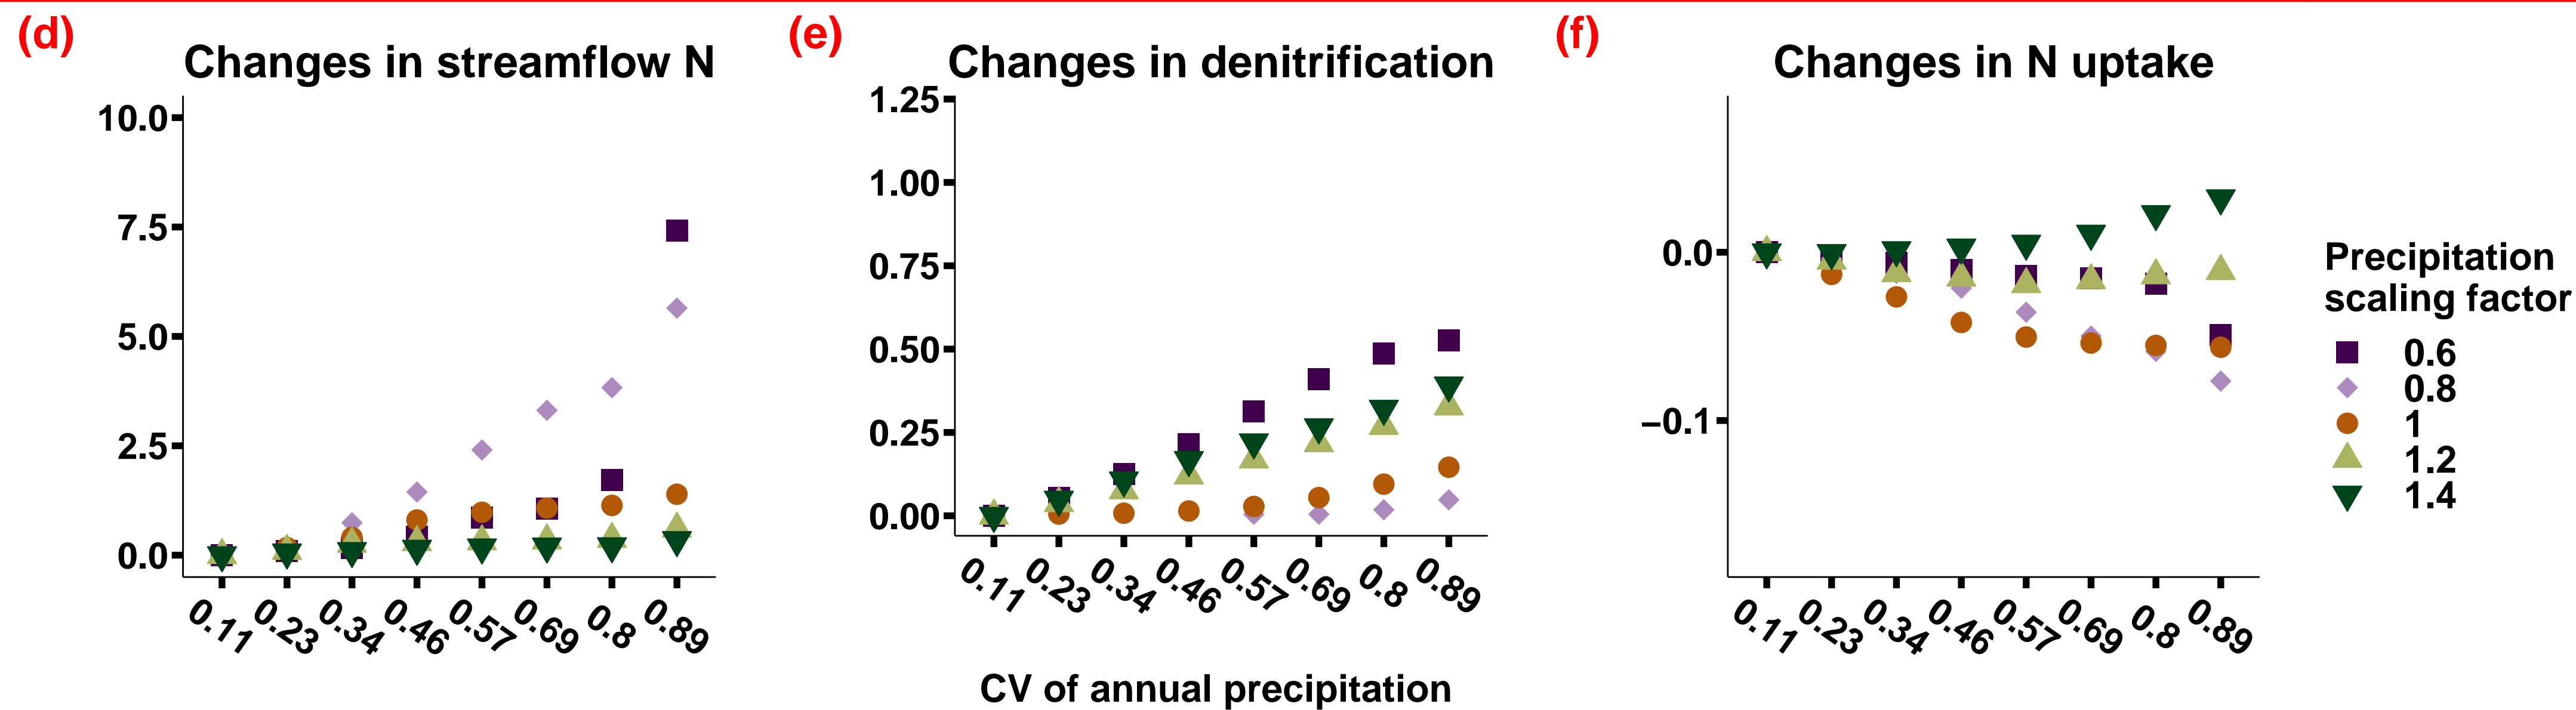 (d)
Changes in streamflow N
10.0
7.5
5.0
2.5
0.0
0.11 0.23 0.34 0.46 0.57 0.69 0.8 0.89
(e)
Changes in denitrification
1.25
1.00
0.75
0.50
0.25
0.00
0.11 0.23 0.34 0.46 0.57 0.69 0.8 0.89
CV of annual precipitation
(f)
Changes in N uptake
0.0
−0.1
0.11 0.23 0.34 0.46 0.57 0.69 0.8 0.89
Precipitation
scaling factor
0.6
0.8
1
1.2
1.4